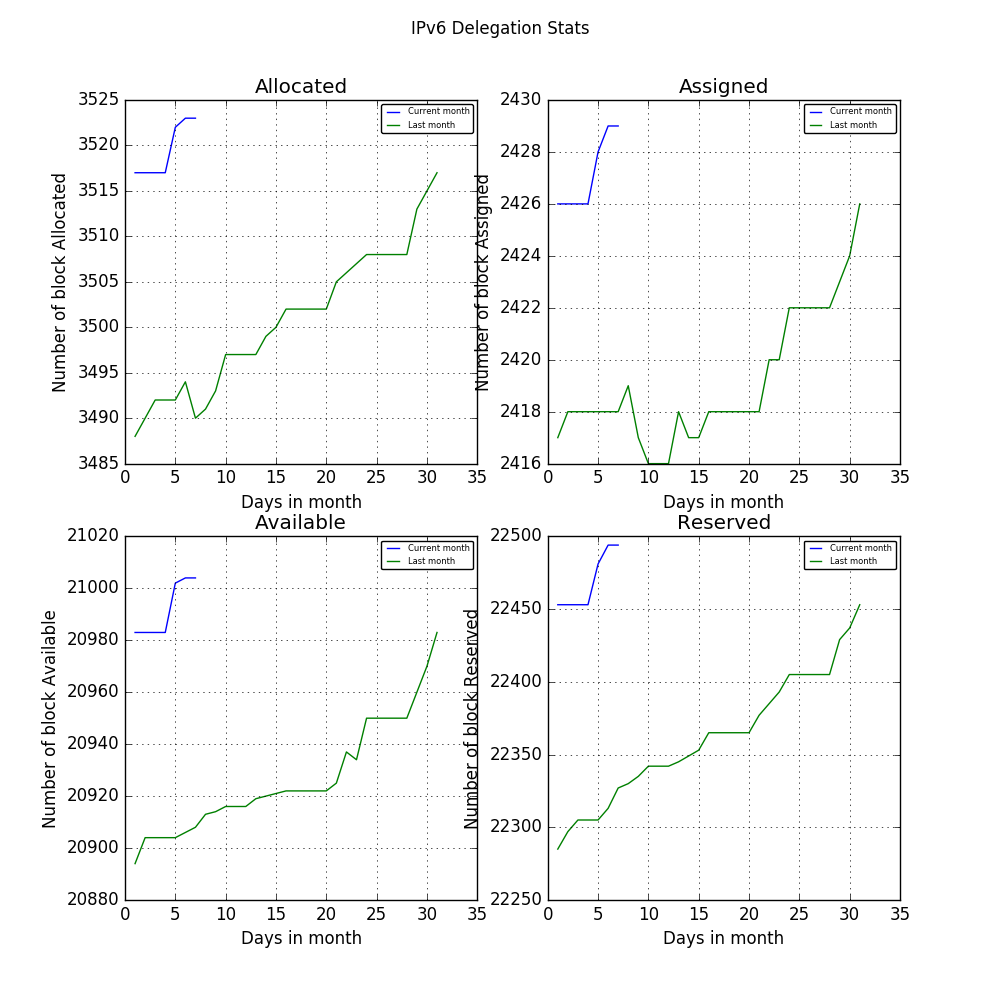 IPv6 Delegation Stats
Allocated
Number of block Allocated
3525
3520
3515
3510
3505
3500
3495
3490
3485
Current month
Last month
0 5 10 15 20 25 30 35
Days in month
Assigned
Number of block Assigned
2430
2428
2426
2424
2422
2420
2418
2416
Current month
Last month
0 5 10 15 20 25 30 35
Days in month
Available
Number of block Available
21020
21000
20980
20960
20940
20920
20900
20880
Current month
Last month
0 5 10 15 20 25 30 35
Days in month
Reserved
Number of block Reserved
22500
22450
22400
22350
22300
22250
Current month
Last month
0 5 10 15 20 25 30 35
Days in month